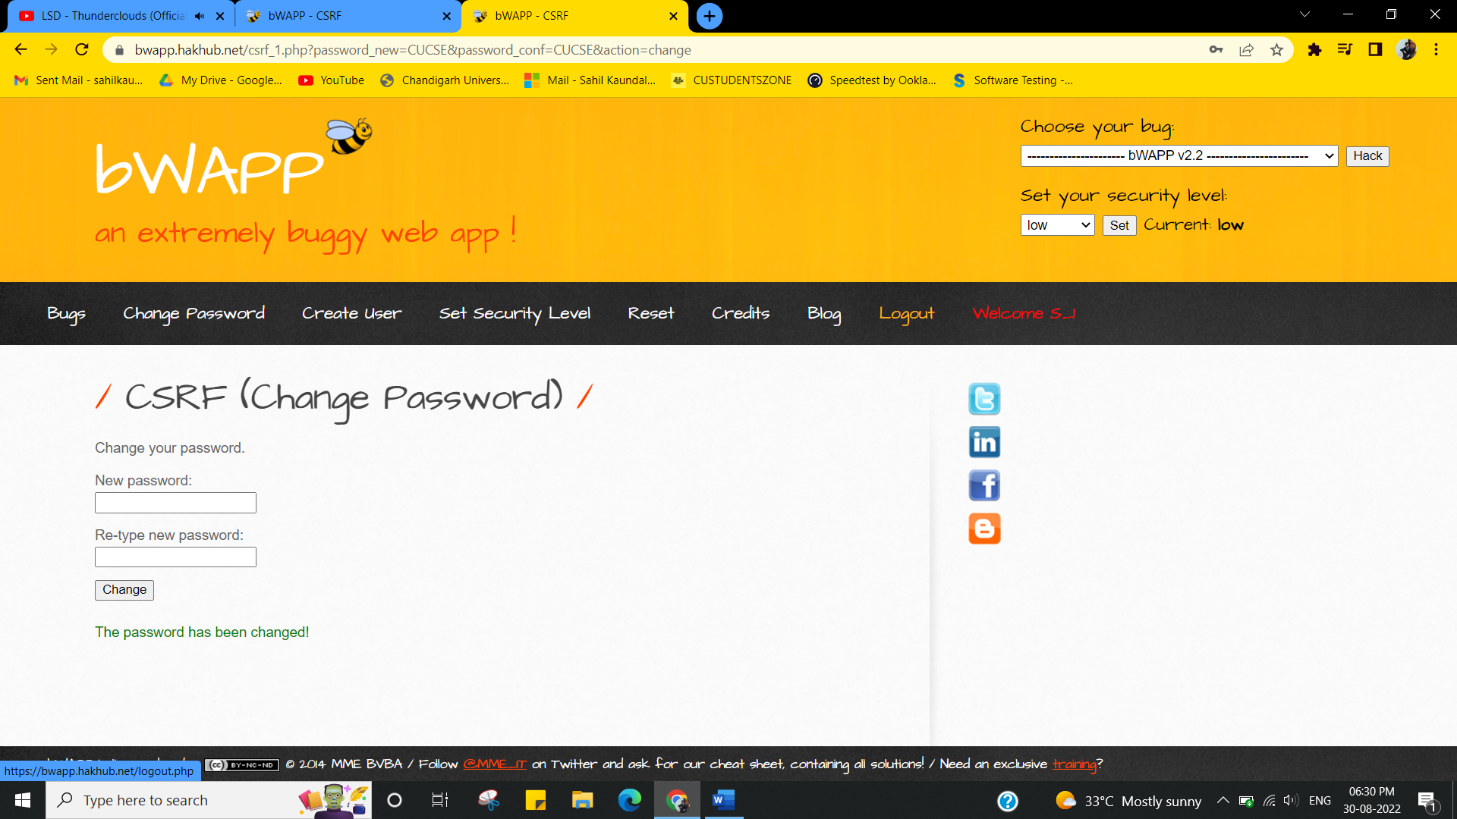 LSD - Thunderclouds (Officia
bWAPP - CSRF
bWAPP - CSRF
bwapp.hakhub.net/csrf_1.php?password_new=CUCSE&password_conf=CUCSE&action=change
Sent Mail - sahilkau...
My Drive - Google...
YouTube
Chandigarh Univers...
Mail - Sahil Kaundal...
CUSTUDENTSZONE
Speedtest by Ookla...
Software Testing -...
bWAPP
an extremely buggy web app !
Choose your bug:
---------------------- bWAPP v2.2 -----------------------
Hack
Set your security level:
low
Set
Current: low
Bugs
Change Password
Create User
Set Security Level
Reset
Credits
Blog
Logout
Welcome S_1
/ CSRF (Change Password) /
Change your password.
New password:
Re-type new password:
Change
The password has been changed!
https://bwapp.hakhub.net/logout.php
(cc) BY-NC-ND © 2014 MME BVBA / Follow @MME_IT on Twitter and ask for our cheat sheet, containing all solutions! / Need an exclusive training?
Type here to search
33°C Mostly sunny
ENG
06:30 PM
30-08-2022
1